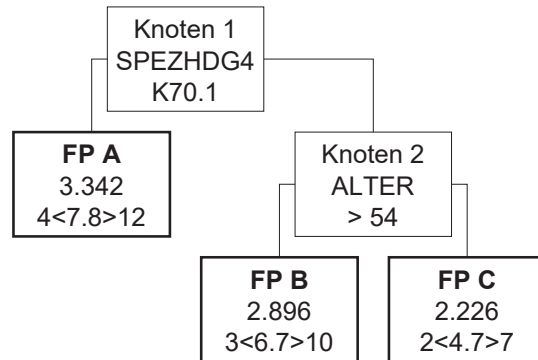 Knoten 1
SPEZHDG4
K70.1
FP A
3.342
4<7.8>12
Knoten 2
ALTER
> 54
FP B
2.896
3<6.7>10
FP C
2.226
2<4.7>7